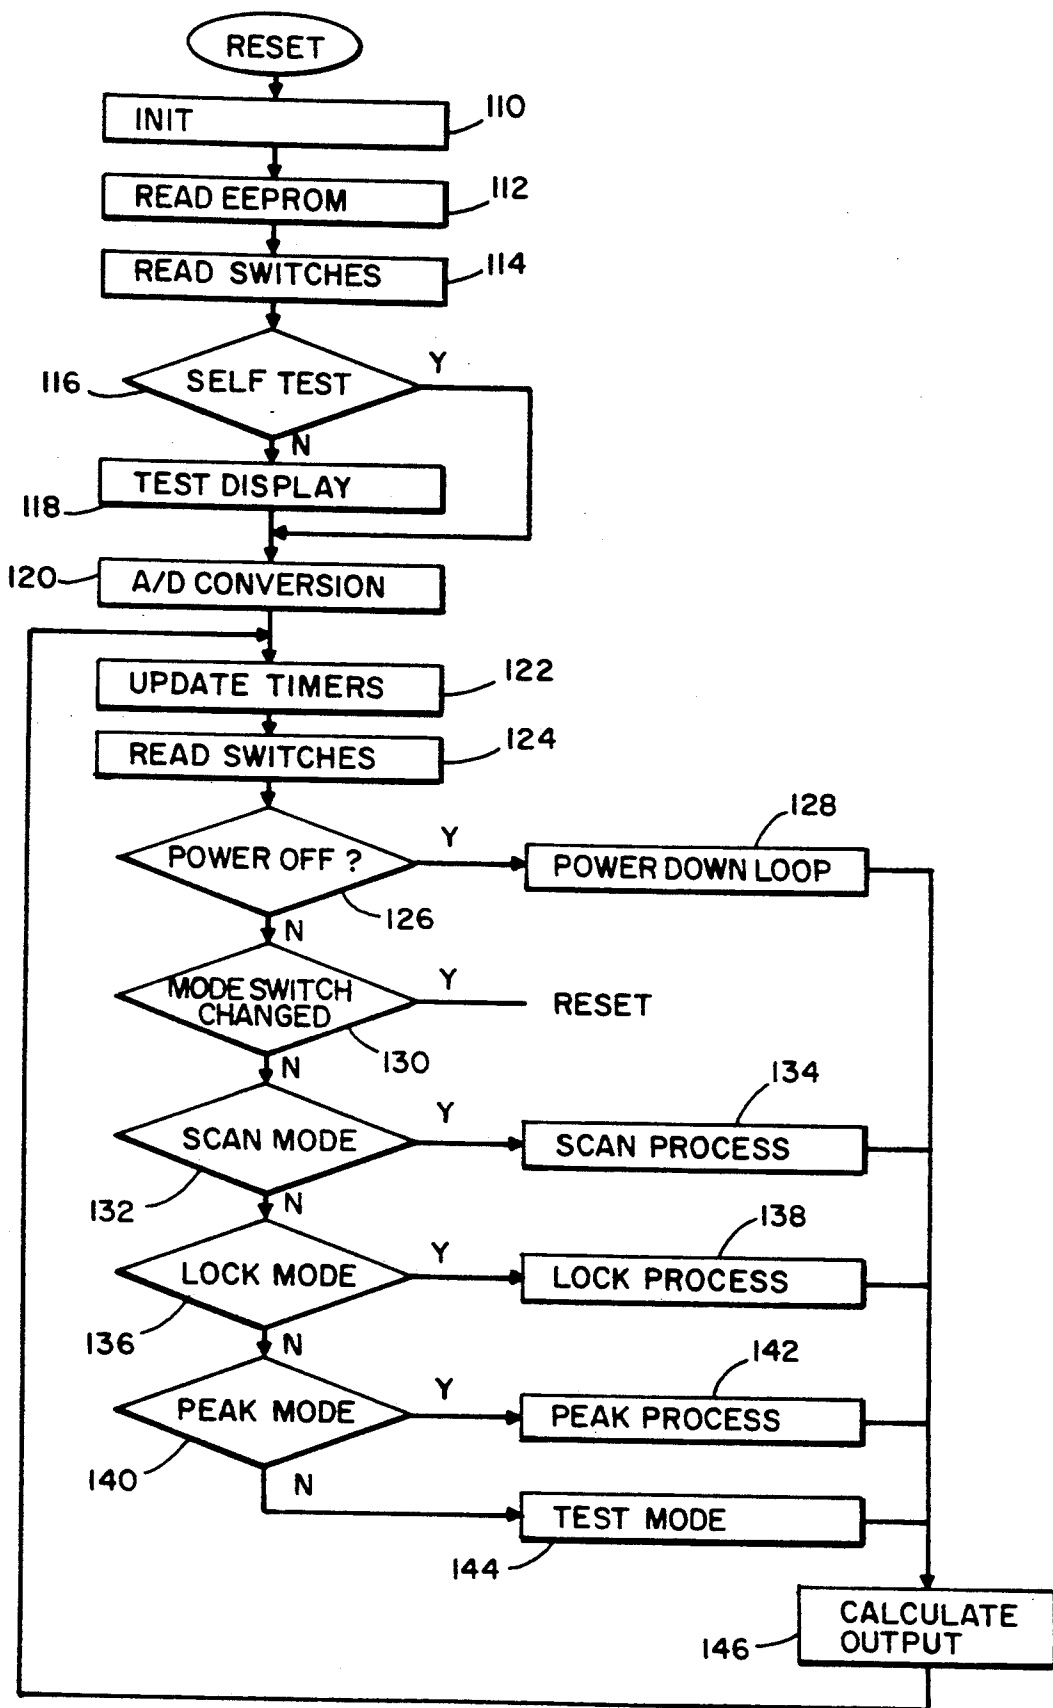 RESET
INIT
110
READ EEPROM
112
READ SWITCHES
114
116
SELF TEST
Y
N
TEST DISPLAY
118
120
A/D CONVERSION
UPDATE TIMERS
122
READ SWITCHES
124
POWER OFF ?
Y
126
N
POWER DOWN LOOP
128
MODE SWITCH
CHANGED
Y
RESET
130
N
SCAN MODE
Y
132
N
SCAN PROCESS
134
LOCK MODE
Y
136
N
LOCK PROCESS
138
PEAK MODE
Y
140
N
PEAK PROCESS
142
TEST MODE
144
CALCULATE
OUTPUT
146